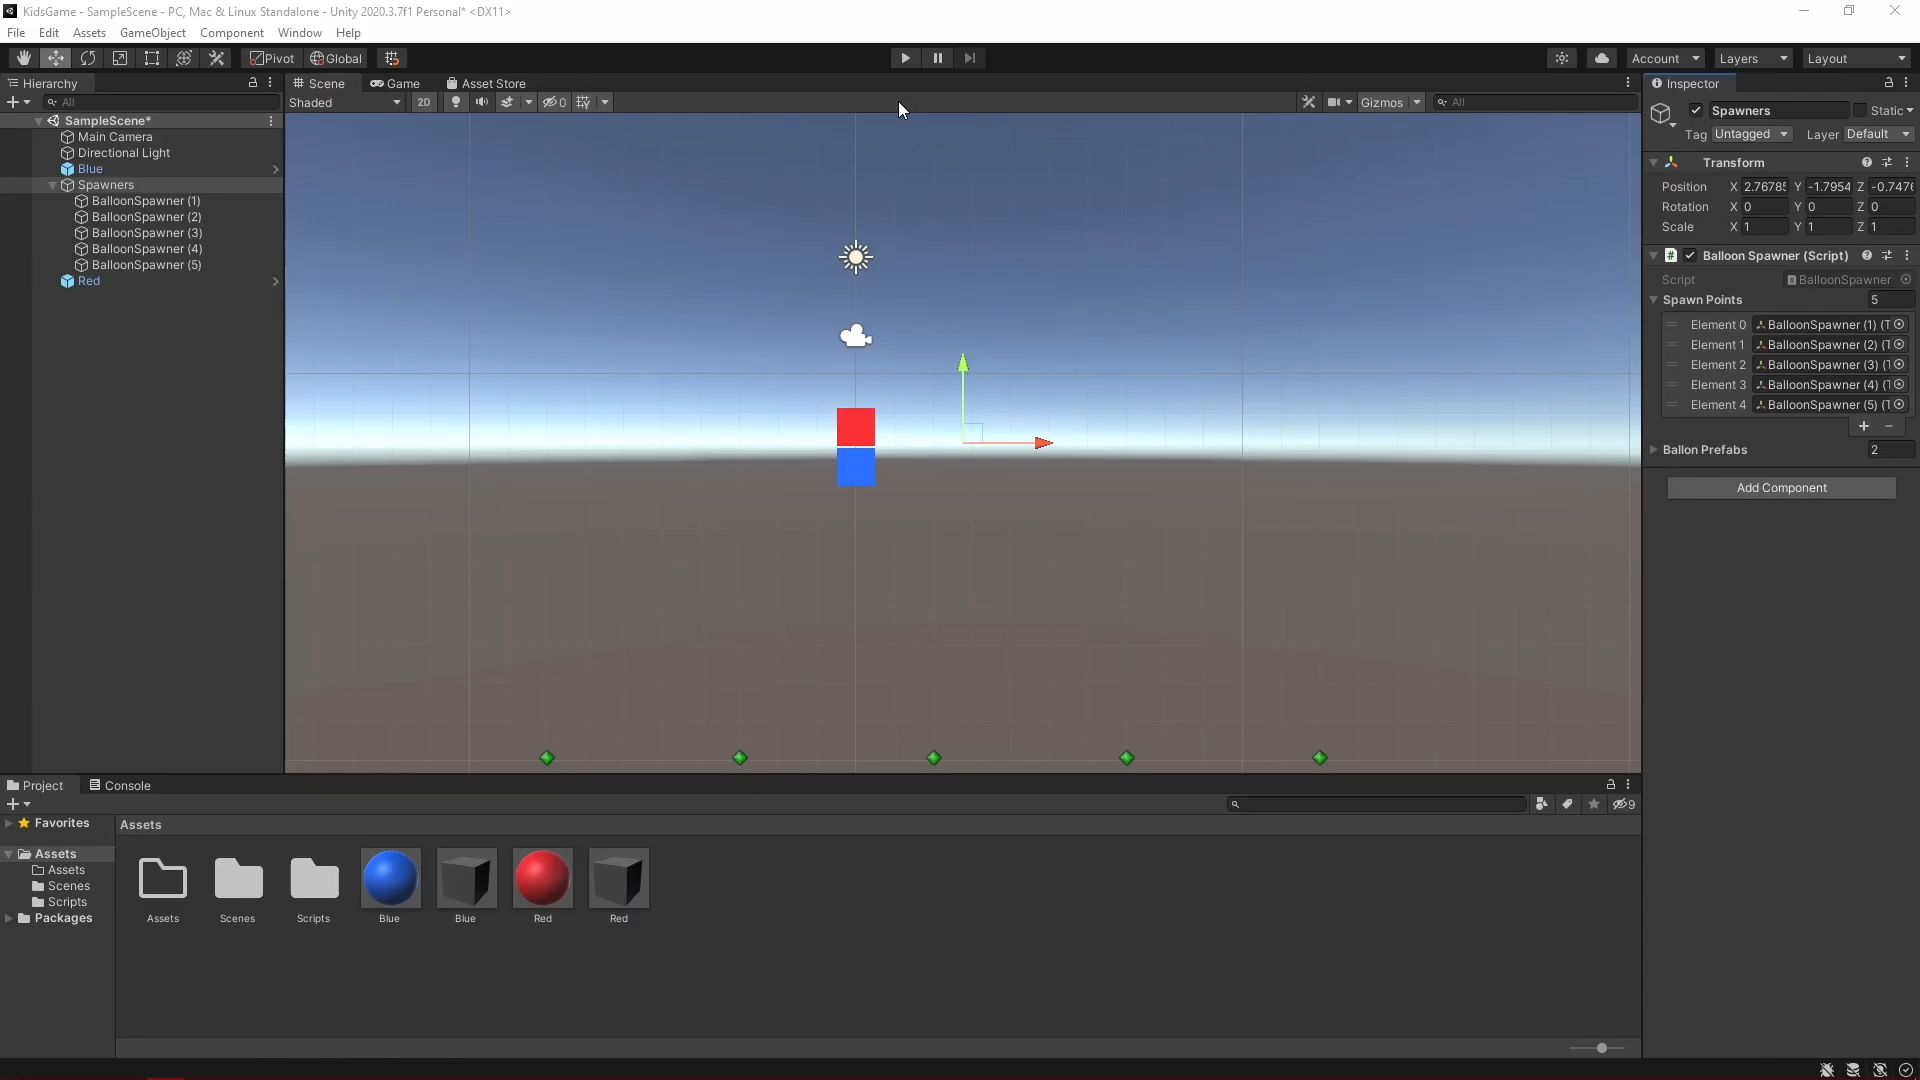 KidsGame - SampleScene - PC, Mac & Linux Standalone - Unity 2020.3.7f1 Personal* <DX11>
File Edit Assets GameObject Component Window Help
Pivot Global Account Layers Layout
Hierarchy
All
SampleScene*
Main Camera
Directional Light
Blue
Spawners
BalloonSpawner (1)
BalloonSpawner (2)
BalloonSpawner (3)
BalloonSpawner (4)
BalloonSpawner (5)
Red
Scene Game Asset Store
Shaded 2D 0 Gizmos All
Inspector
Spawners Static
Tag Untagged Layer Default
Transform
Position X 2.7678 Y -1.7954 Z -0.747
Rotation X 0 Y 0 Z 0
Scale X 1 Y 1 Z 1
# Balloon Spawner (Script)
Script BalloonSpawner
Spawn Points 5
Element 0 BalloonSpawner (1) (T
Element 1 BalloonSpawner (2) (T
Element 2 BalloonSpawner (3) (T
Element 3 BalloonSpawner (4) (T
Element 4 BalloonSpawner (5) (T
+ −
Ballon Prefabs 2
Add Component
Project Console
9
Favorites
Assets
Assets
Scenes
Scripts
Packages
Assets
Assets Scenes Scripts Blue Blue Red Red